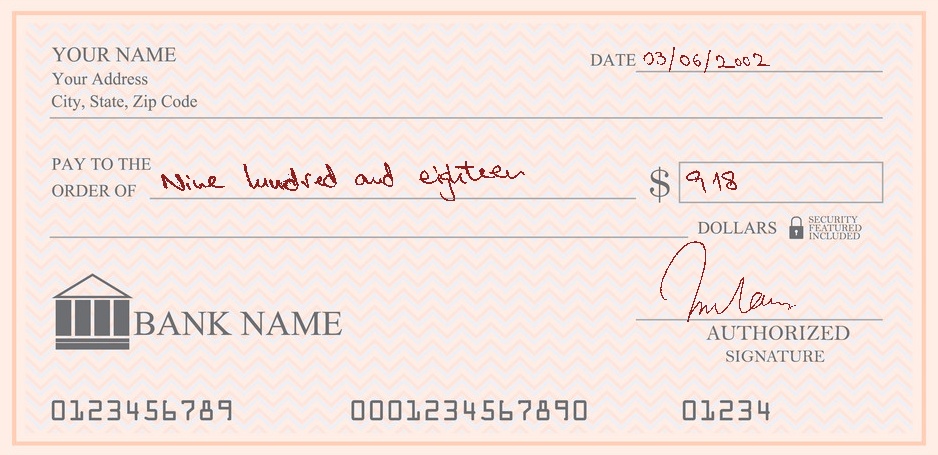 YOUR NAME
DATE 03/06/2002
Your Address
City, State, Zip Code
PAY TO THE
ORDER OF Nine hundred and eighteen $ 918
DOLLARS SECURITY
FEATURED
INCLUDED
BANK NAME
AUTHORIZED
SIGNATURE
0123456789 0001234567890 01234